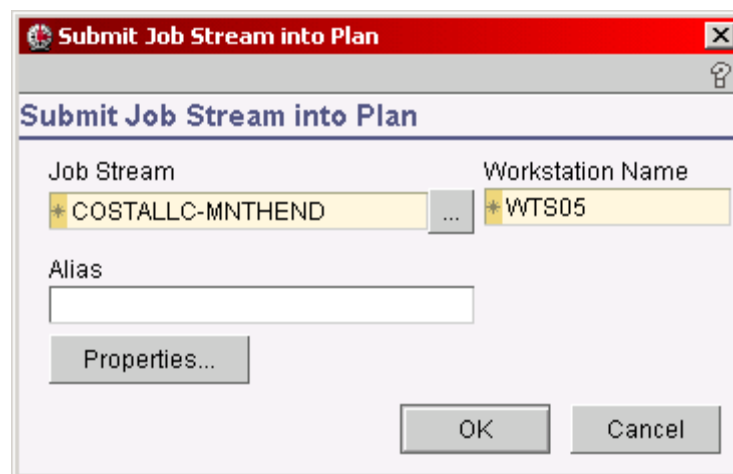 Submit Job Stream into Plan
Submit Job Stream into Plan
Job Stream
Workstation Name
COSTALLC-MNTHEND
...
WTS05
Alias
Properties...
OK
Cancel